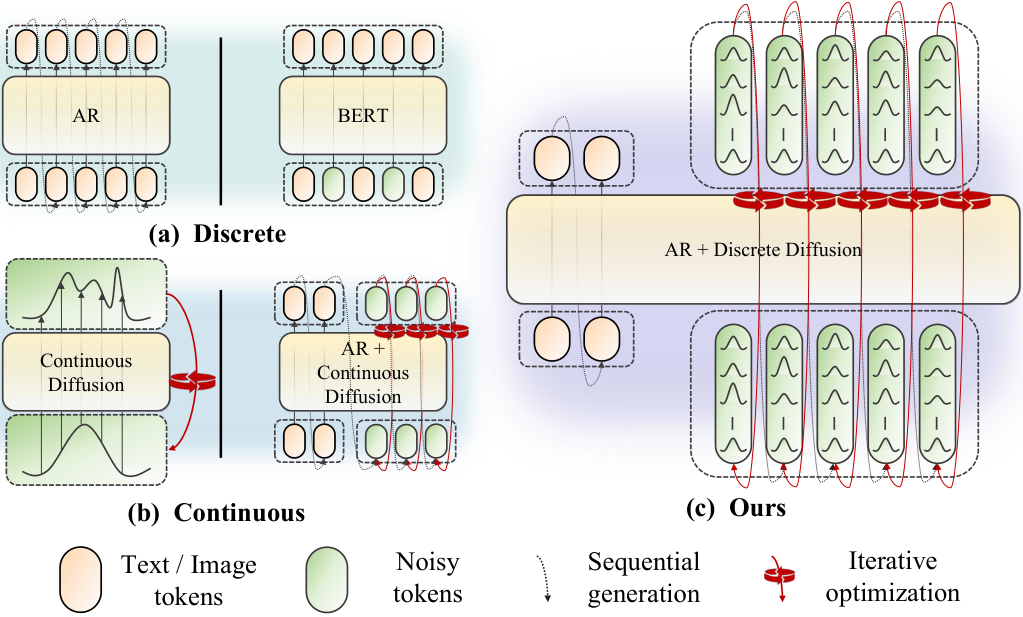 AR
BERT
(a) Discrete
Continuous
Diffusion
AR +
Continuous
Diffusion
(b) Continuous
AR + Discrete Diffusion
(c) Ours
Text / Image
tokens
Noisy
tokens
Sequential
generation
Iterative
optimization